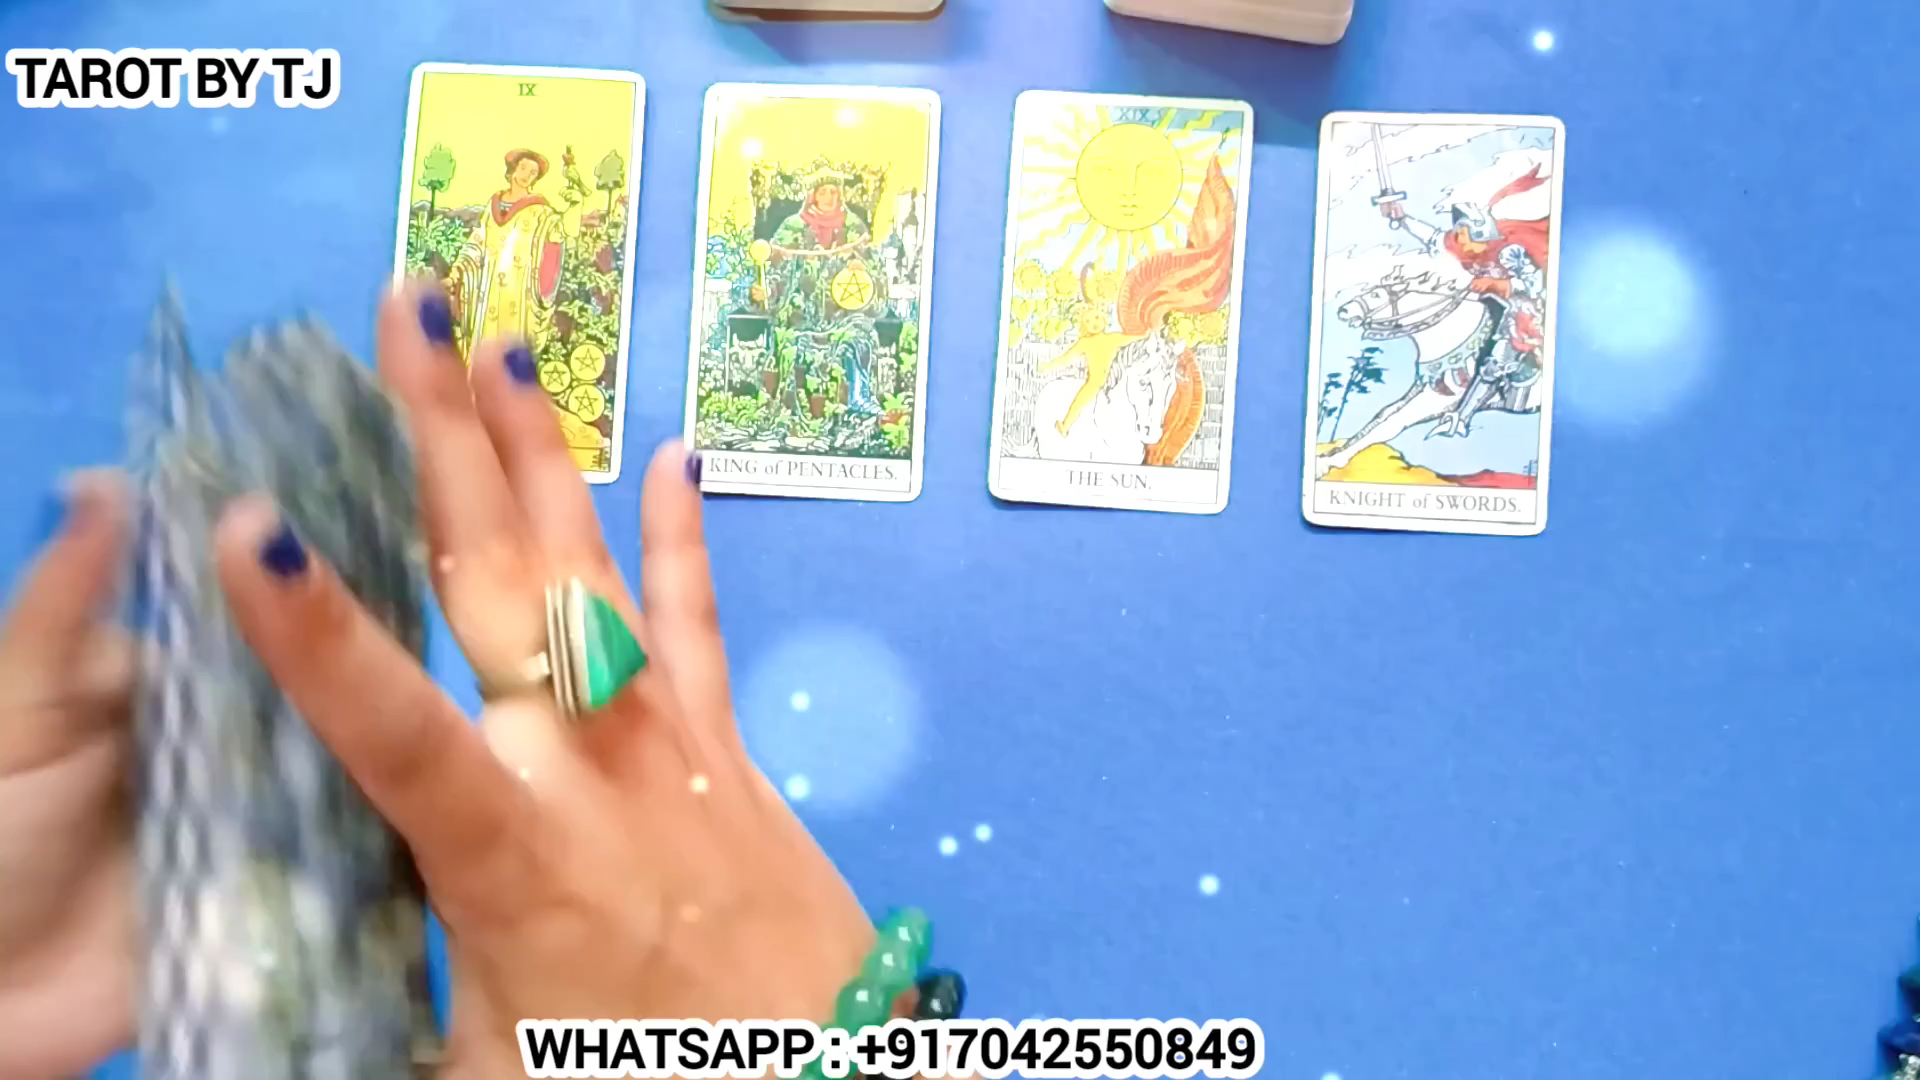 TAROT BY TJ
IX
KING of PENTACLES.
XIX
THE SUN.
KNIGHT of SWORDS.
WHATSAPP : +917042550849